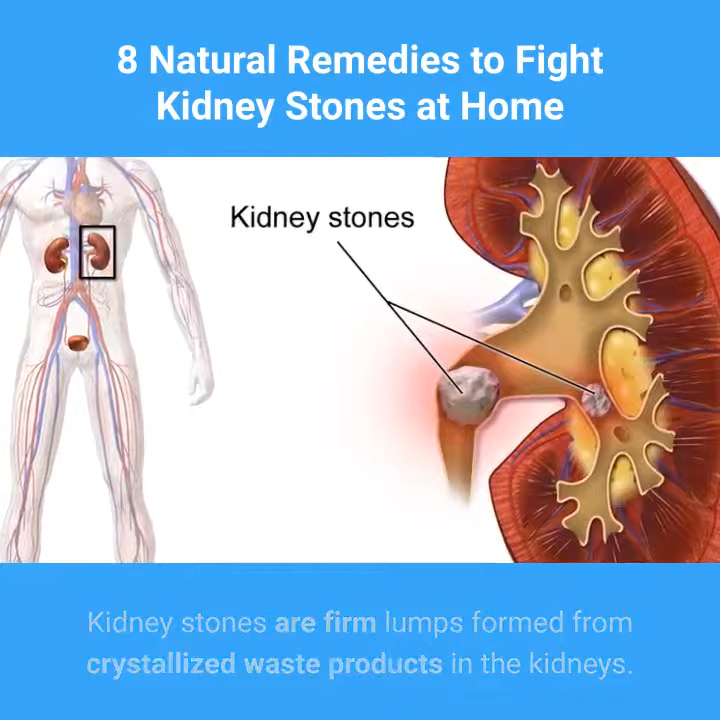 8 Natural Remedies to Fight
Kidney Stones at Home
Kidney stones
Kidney stones are firm lumps formed from
crystallized waste products in the kidneys.